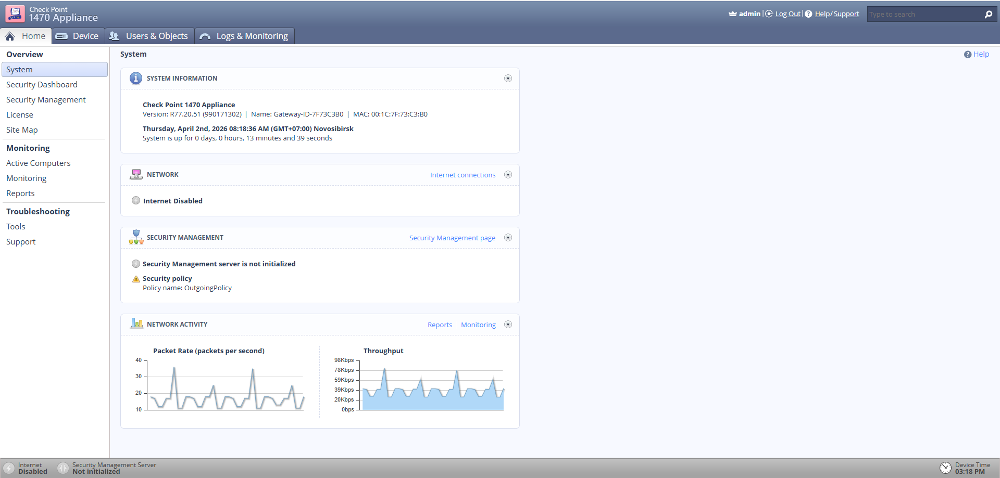 Check Point
1470 Appliance
admin | Log Out | Help/Support
Type to search
Home
Device
Users & Objects
Logs & Monitoring
Overview
System
Security Dashboard
Security Management
License
Site Map
Monitoring
Active Computers
Monitoring
Reports
Troubleshooting
Tools
Support
System
Help
SYSTEM INFORMATION
Check Point 1470 Appliance
Version: R77.20.51 (990171302) | Name: Gateway-ID-7F73C3B0 | MAC: 00:1C:7F:73:C3:B0
Thursday, April 2nd, 2026 08:18:36 AM (GMT+07:00) Novosibirsk
System is up for 0 days, 0 hours, 13 minutes and 39 seconds
NETWORK
Internet connections
Internet Disabled
SECURITY MANAGEMENT
Security Management page
Security Management server is not initialized
Security policy
Policy name: OutgoingPolicy
NETWORK ACTIVITY
Reports
Monitoring
Packet Rate (packets per second)
40
30
20
10
Throughput
98Kbps
78Kbps
59Kbps
39Kbps
20Kbps
0bps
Internet
Disabled
Security Management Server
Not initialized
Device Time
03:18 PM